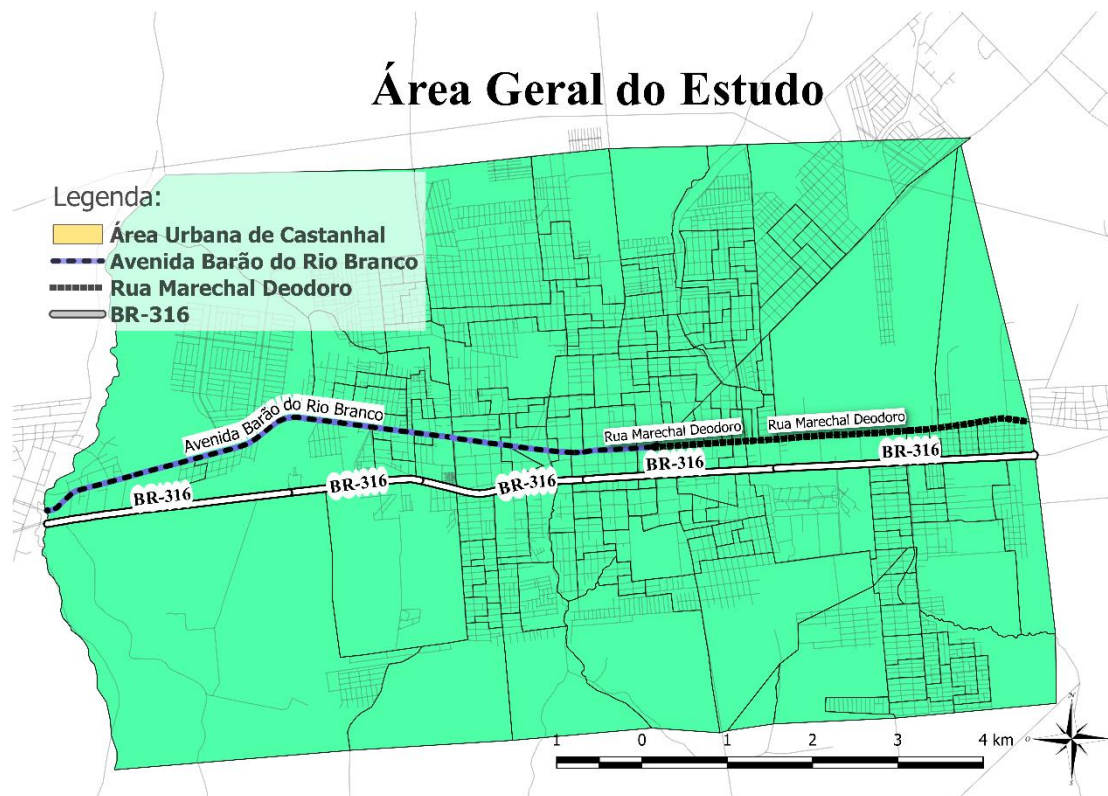 Área Geral do Estudo
Legenda:
Área Urbana de Castanhal
Avenida Barão do Rio Branco
Rua Marechal Deodoro
BR-316
Avenida Barão do Rio Branco
Rua Marechal Deodoro
Rua Marechal Deodoro
BR-316
BR-316
BR-316
BR-316
BR-316
1 0 1 2 3 4 km
N
O